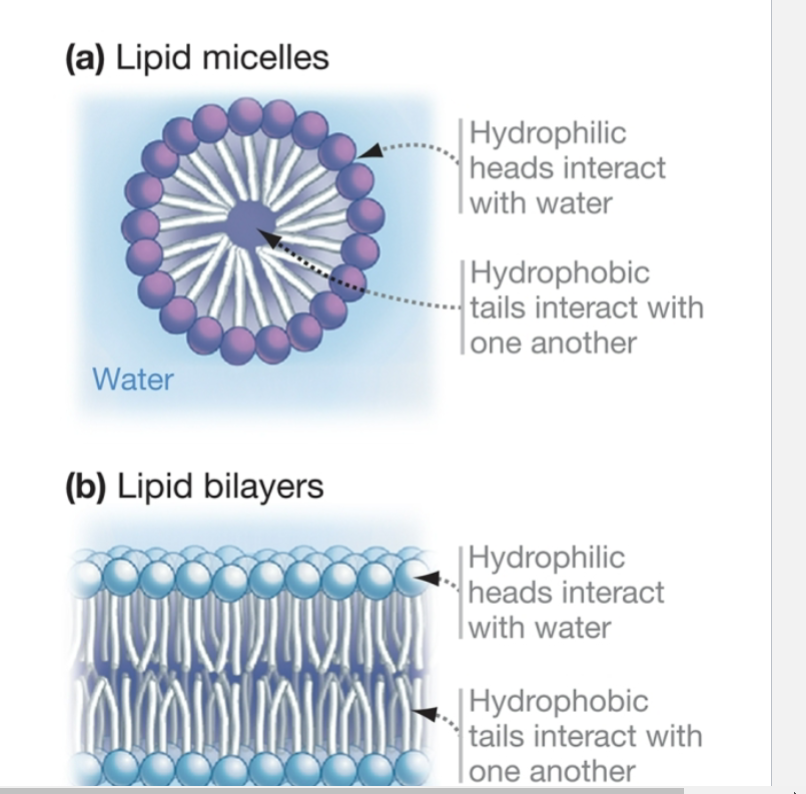 (a) Lipid micelles
Hydrophilic
heads interact
with water
Hydrophobic
tails interact with
one another
Water
(b) Lipid bilayers
Hydrophilic
heads interact
with water
Hydrophobic
tails interact with
one another